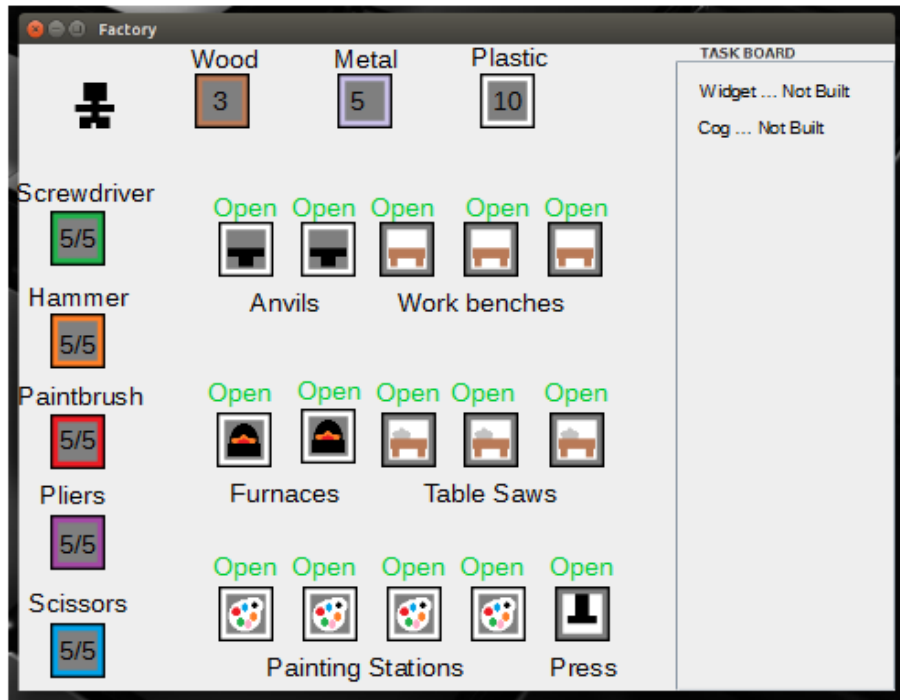 Factory
TASK BOARD
Wood Metal Plastic
3 5 10
Widget ... Not Built
Cog ... Not Built
Screwdriver
5/5
Open Open Open Open Open
Anvils Work benches
Hammer
5/5
Paintbrush
5/5
Open Open Open Open Open
Furnaces Table Saws
Pliers
5/5
Open Open Open Open Open
Scissors
5/5
Painting Stations Press